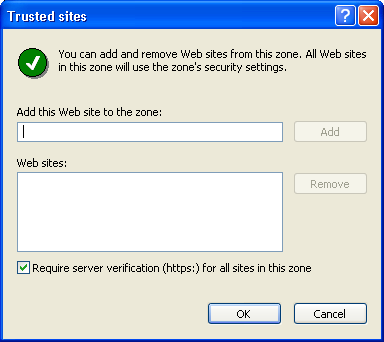 Trusted sites
You can add and remove Web sites from this zone. All Web sites
in this zone will use the zone's security settings.
Add this Web site to the zone:
Add
Web sites:
Remove
Require server verification (https:) for all sites in this zone
OK
Cancel